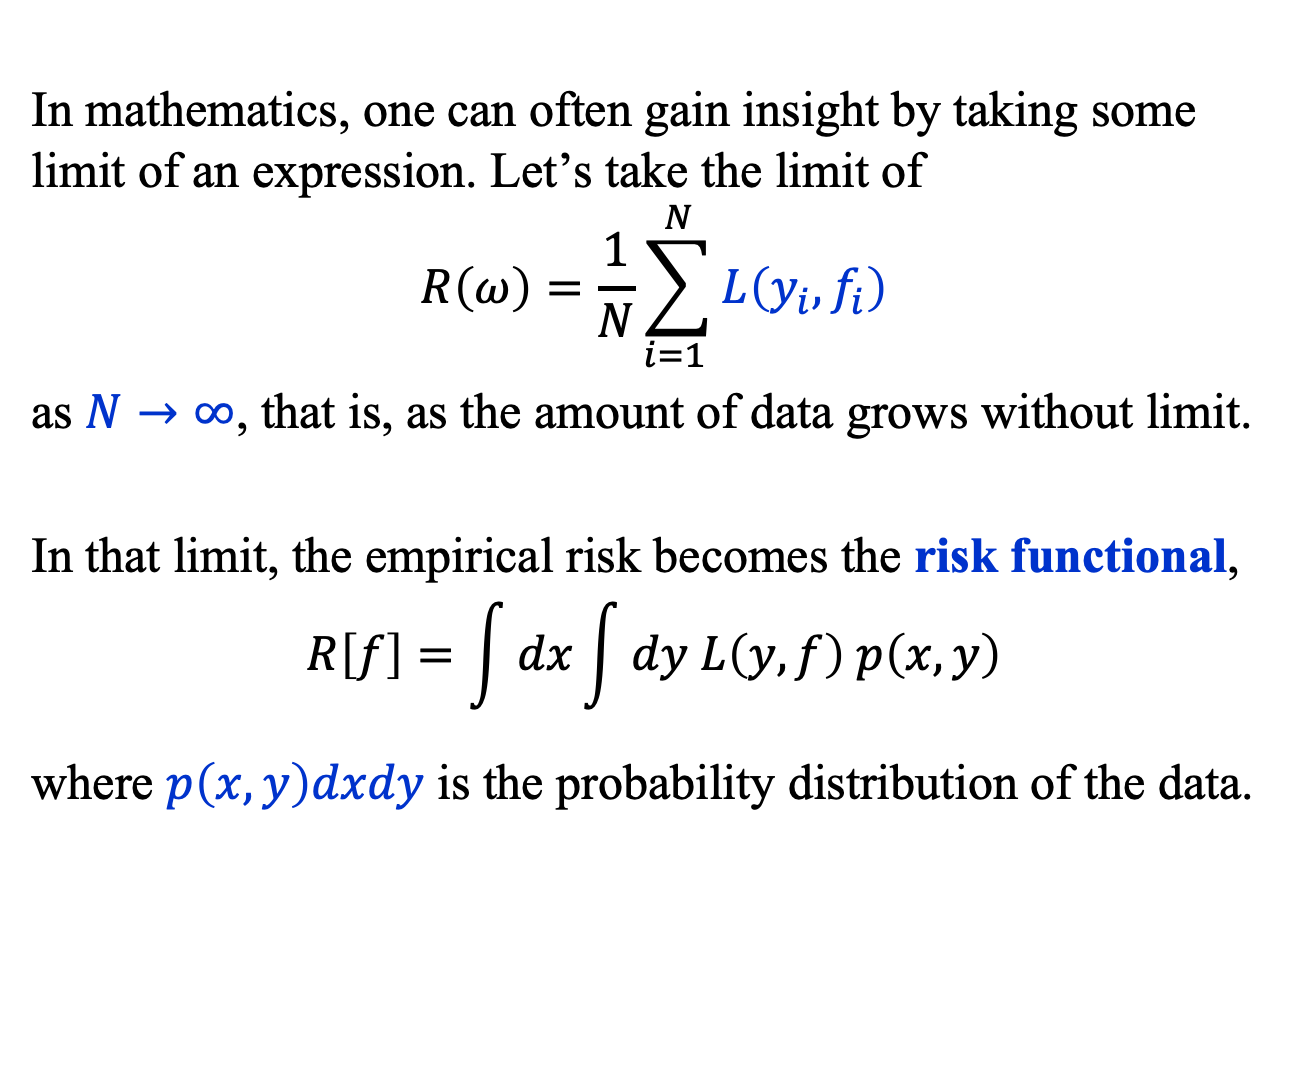 In mathematics, one can often gain insight by taking some
limit of an expression. Let’s take the limit of
R(ω) = \frac{1}{N} \sum_{i=1}^{N} L(y_i, f_i)
as N → ∞, that is, as the amount of data grows without limit.
In that limit, the empirical risk becomes the risk functional,
R[f] = ∫ dx ∫ dy L(y, f) p(x, y)
where p(x, y)dxdy is the probability distribution of the data.